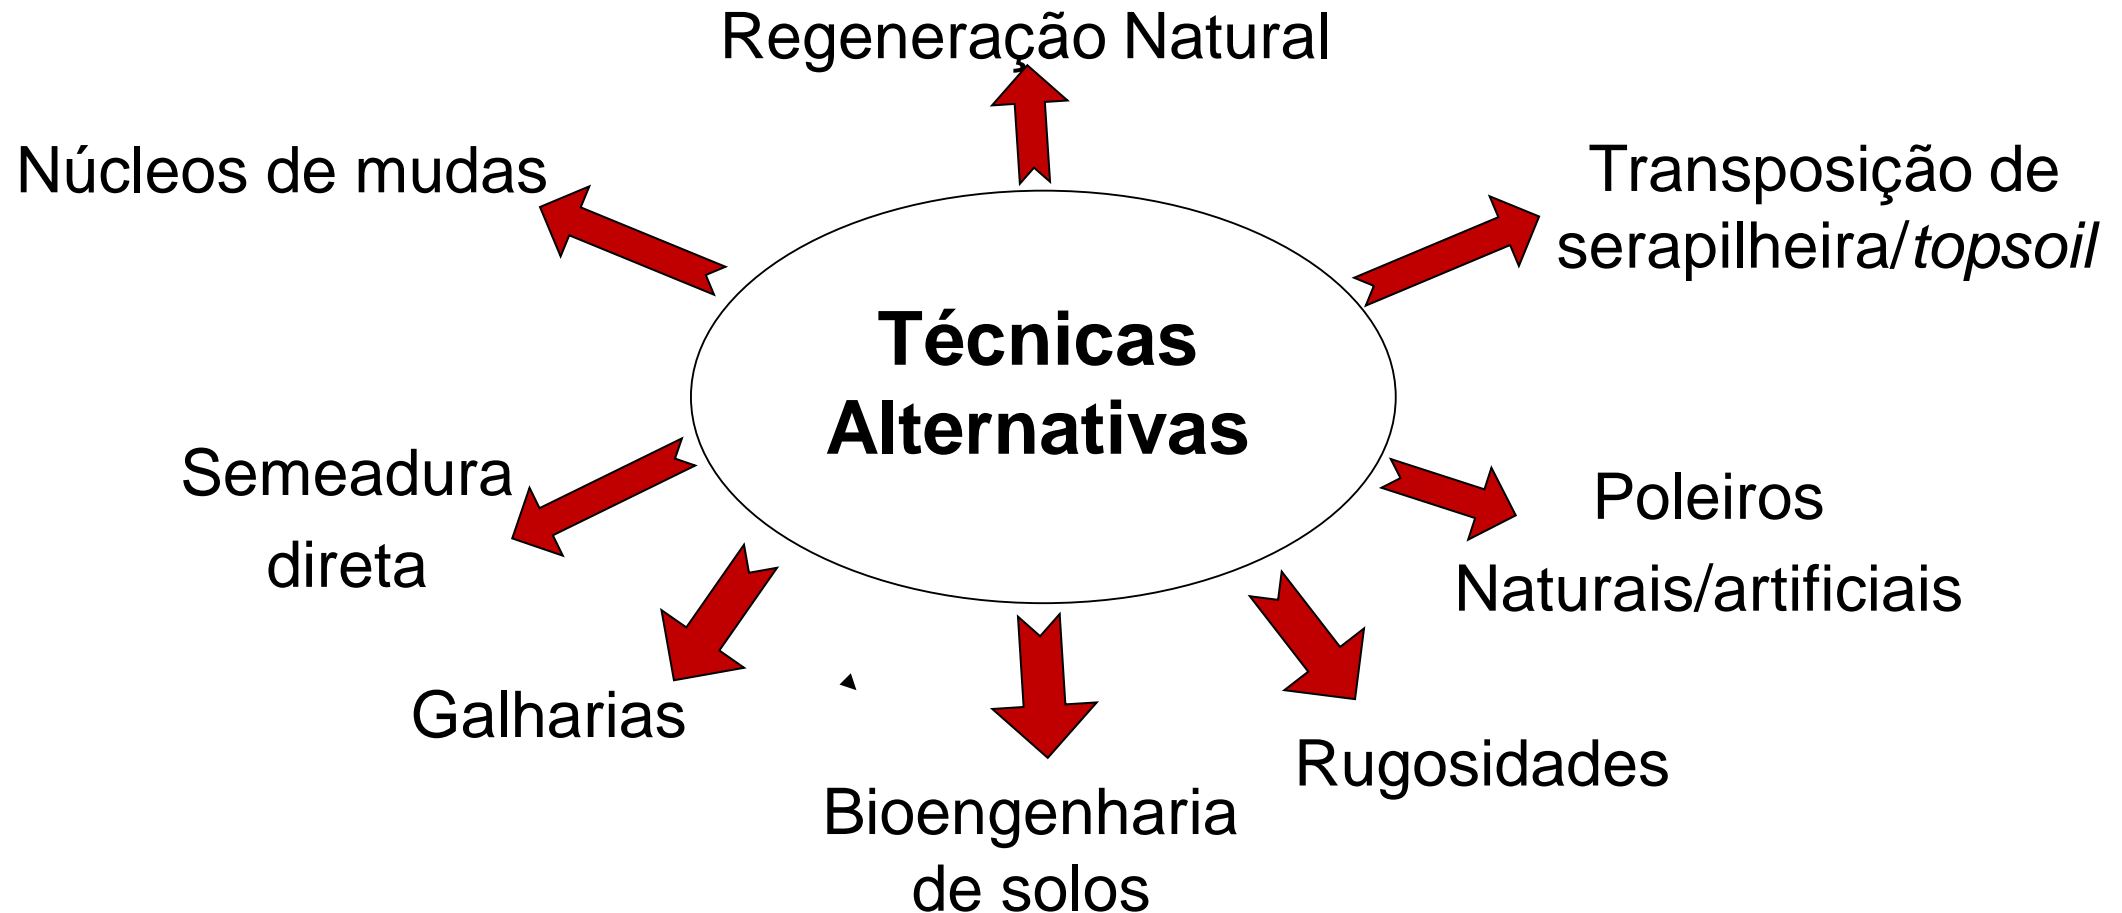 Regeneração Natural
Núcleos de mudas
Transposição de
serapilheira/topsoil
Técnicas
Alternativas
Semeadura
direta
Poleiros
Naturais/artificiais
Galharias
Rugosidades
Bioengenharia
de solos